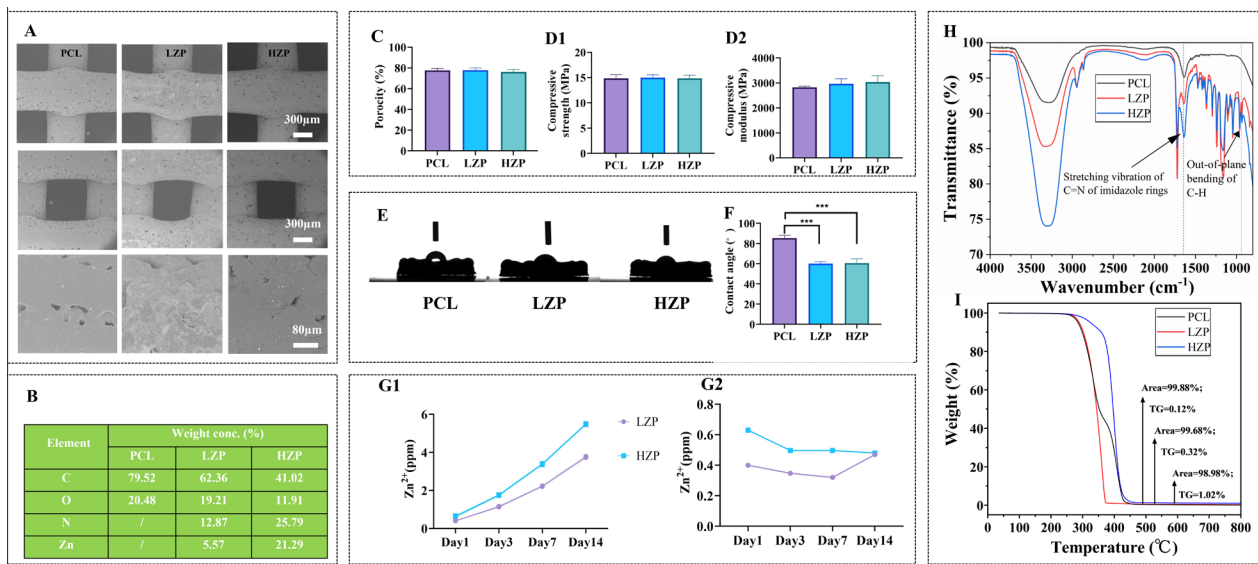 A
PCL LZP HZP
300μm
300μm
80μm
B
Element Weight conc. (%)
PCL LZP HZP
C 79.52 62.36 41.02
O 20.48 19.21 11.91
N / 12.87 25.79
Zn / 5.57 21.29
C
Porocity (%)
100
80
60
40
20
0
PCL LZP HZP
D1
Compressive
strength (MPa)
20
15
10
5
0
PCL LZP HZP
D2
Compressive
modulus (MPa)
4000
3000
2000
1000
0
PCL LZP HZP
E
PCL LZP HZP
F
Contact angle(°)
100
80
60
40
20
0
***
***
PCL LZP HZP
G1
Zn2+(ppm)
6
4
2
0
LZP
HZP
Day1 Day3 Day7 Day14
G2
Zn2+(ppm)
0.8
0.6
0.4
0.2
0.0
LZP
HZP
Day1 Day3 Day7 Day14
H
Transmittance (%)
100
95
90
85
80
75
70
PCL
LZP
HZP
Stretching vibration of
C=N of imidazole rings
Out-of-plane
bending of
C-H
4000 3500 3000 2500 2000 1500 1000
Wavenumber (cm-1)
I
Weight (%)
100
80
60
40
20
0
PCL
LZP
HZP
Area=99.88%;
TG=0.12%
Area=99.68%;
TG=0.32%
Area=98.98%;
TG=1.02%
0 100 200 300 400 500 600 700 800
Temperature (℃)